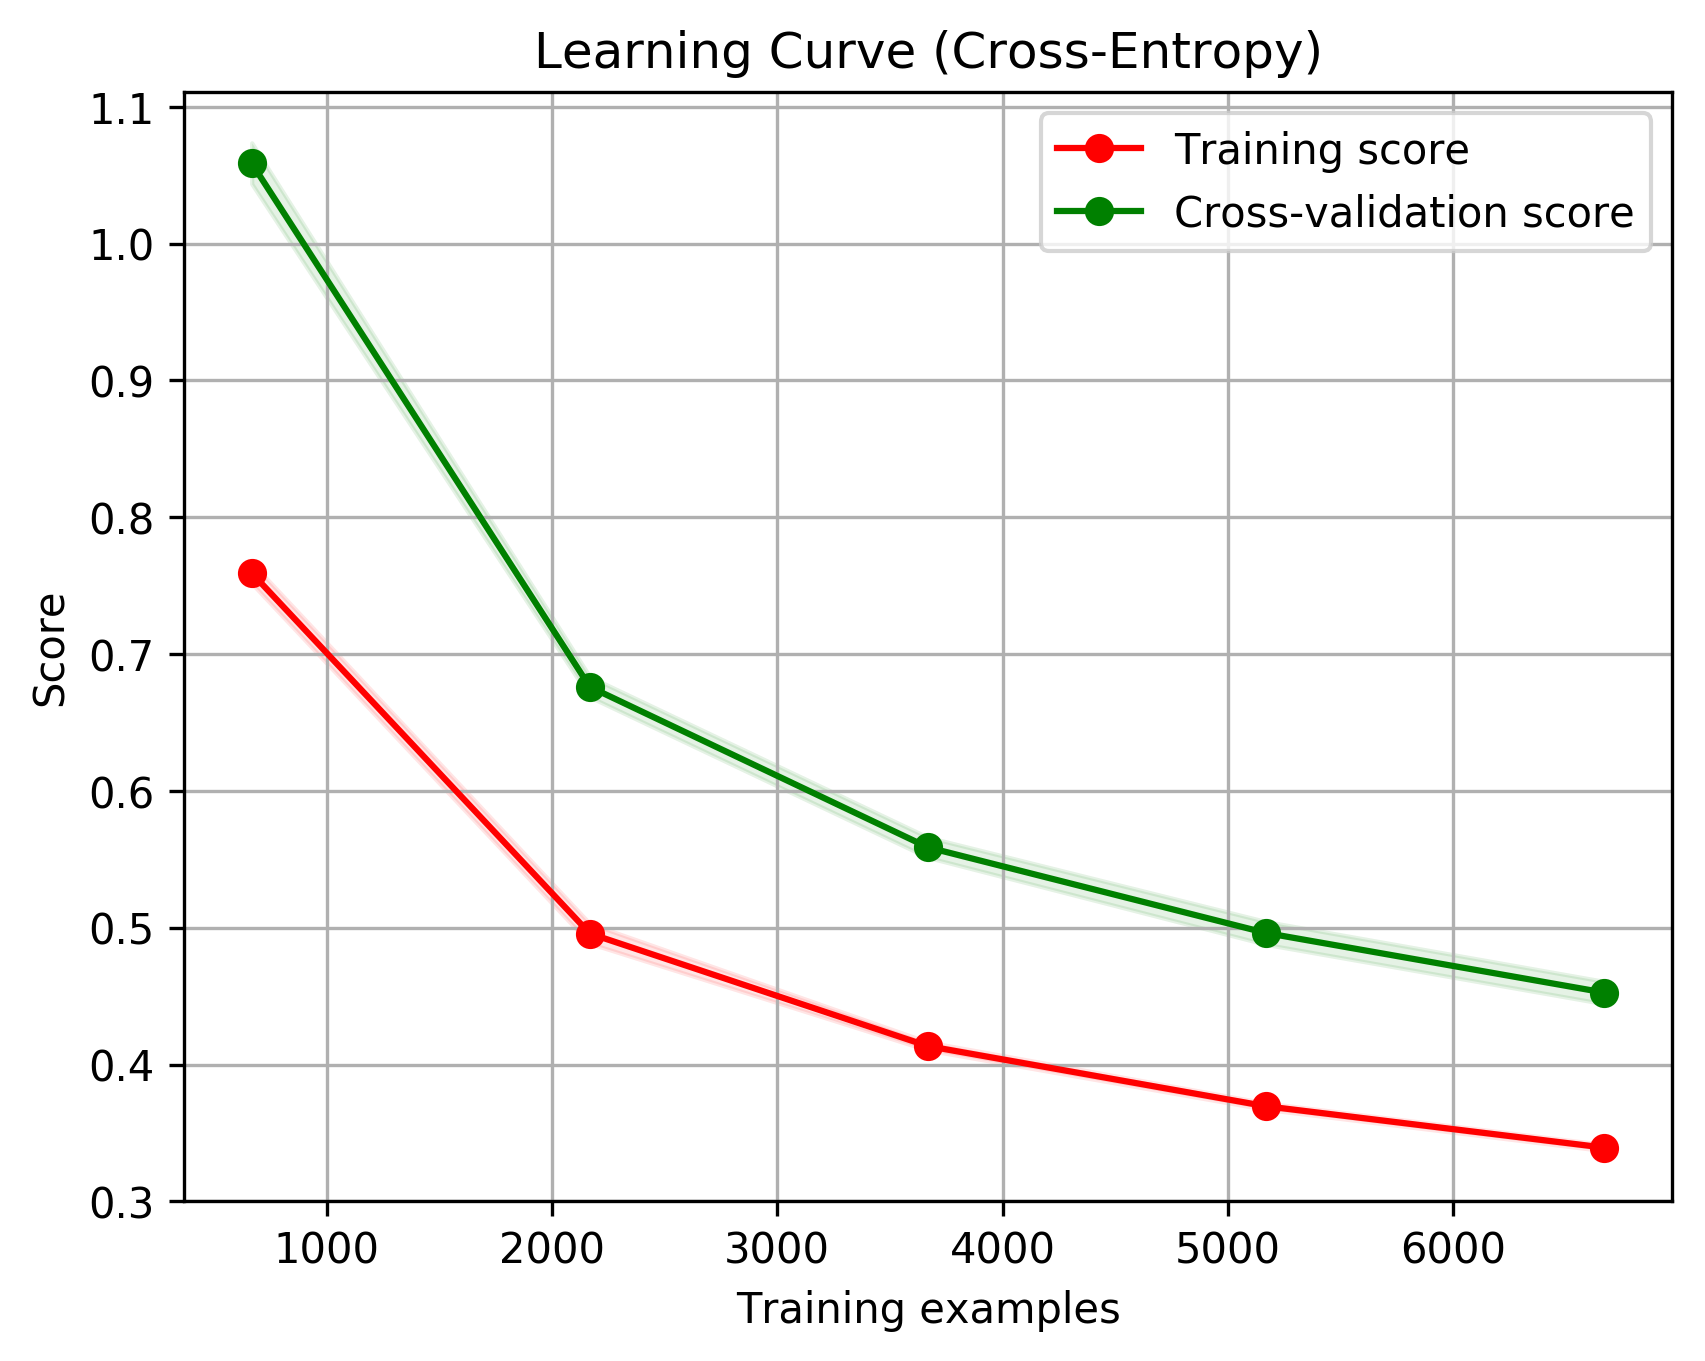 Learning Curve (Cross-Entropy)
Training score
Cross-validation score
1.1
1.0
0.9
0.8
0.7
0.6
0.5
0.4
0.3
Score
1000 2000 3000 4000 5000 6000
Training examples